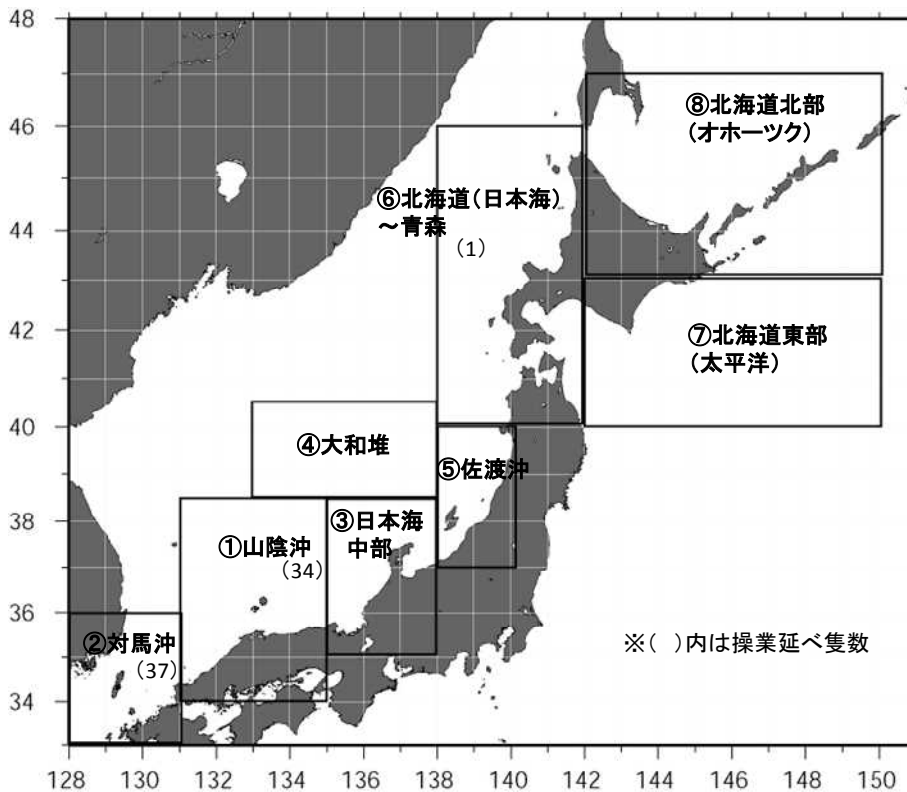 48
46
44
42
40
38
36
34
⑧北海道北部
(オホーツク)
⑥北海道(日本海)
～青森
(1)
⑦北海道東部
(太平洋)
④大和堆
⑤佐渡沖
③日本海
中部
①山陰沖
(34)
②対馬沖
(37)
※( )内は操業延べ隻数
128 130 132 134 136 138 140 142 144 146 148 150